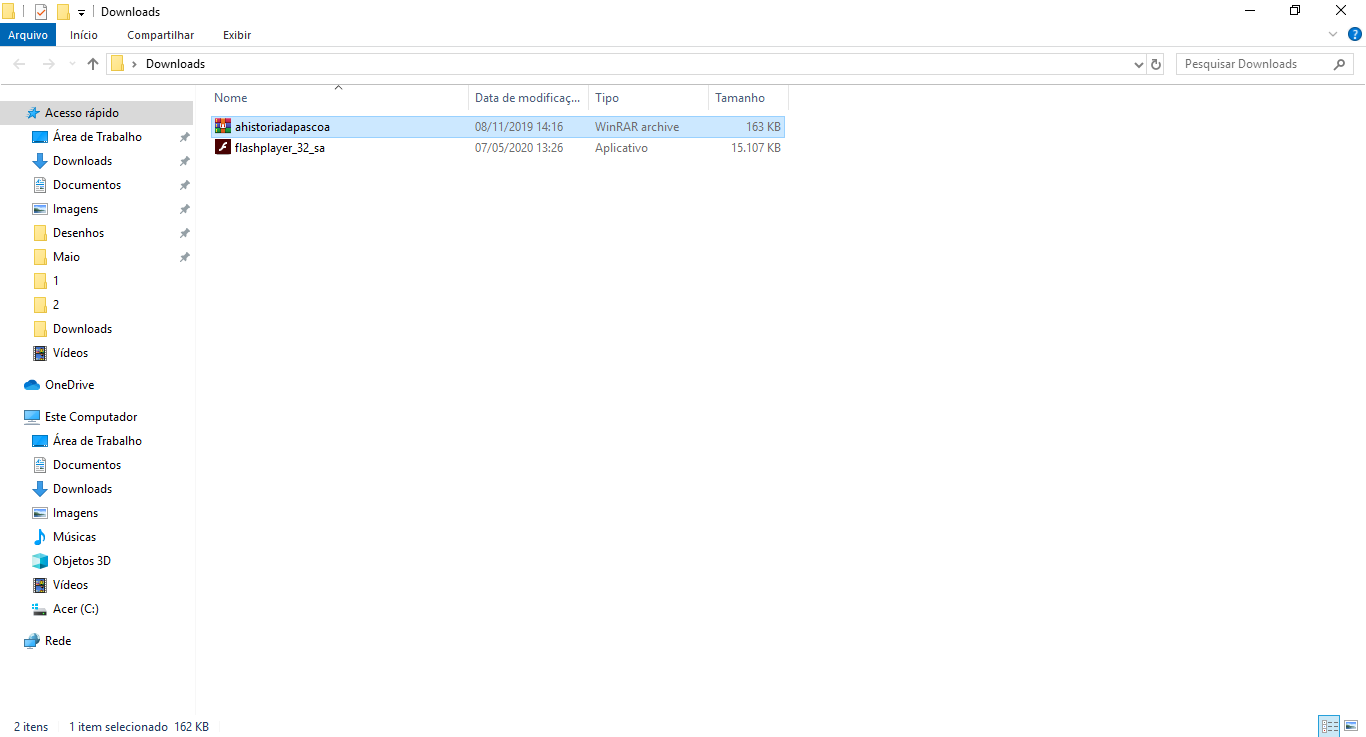 Downloads
Arquivo Início Compartilhar Exibir
Downloads Pesquisar Downloads
Nome Data de modificaç... Tipo Tamanho
Acesso rápido
ahistoriadapascoa 08/11/2019 14:16 WinRAR archive 163 KB
Área de Trabalho
flashplayer_32_sa 07/05/2020 13:26 Aplicativo 15.107 KB
Downloads
Documentos
Imagens
Desenhos
Maio
1
2
Downloads
Vídeos
OneDrive
Este Computador
Área de Trabalho
Documentos
Downloads
Imagens
Músicas
Objetos 3D
Vídeos
Acer (C:)
Rede
2 itens 1 item selecionado 162 KB